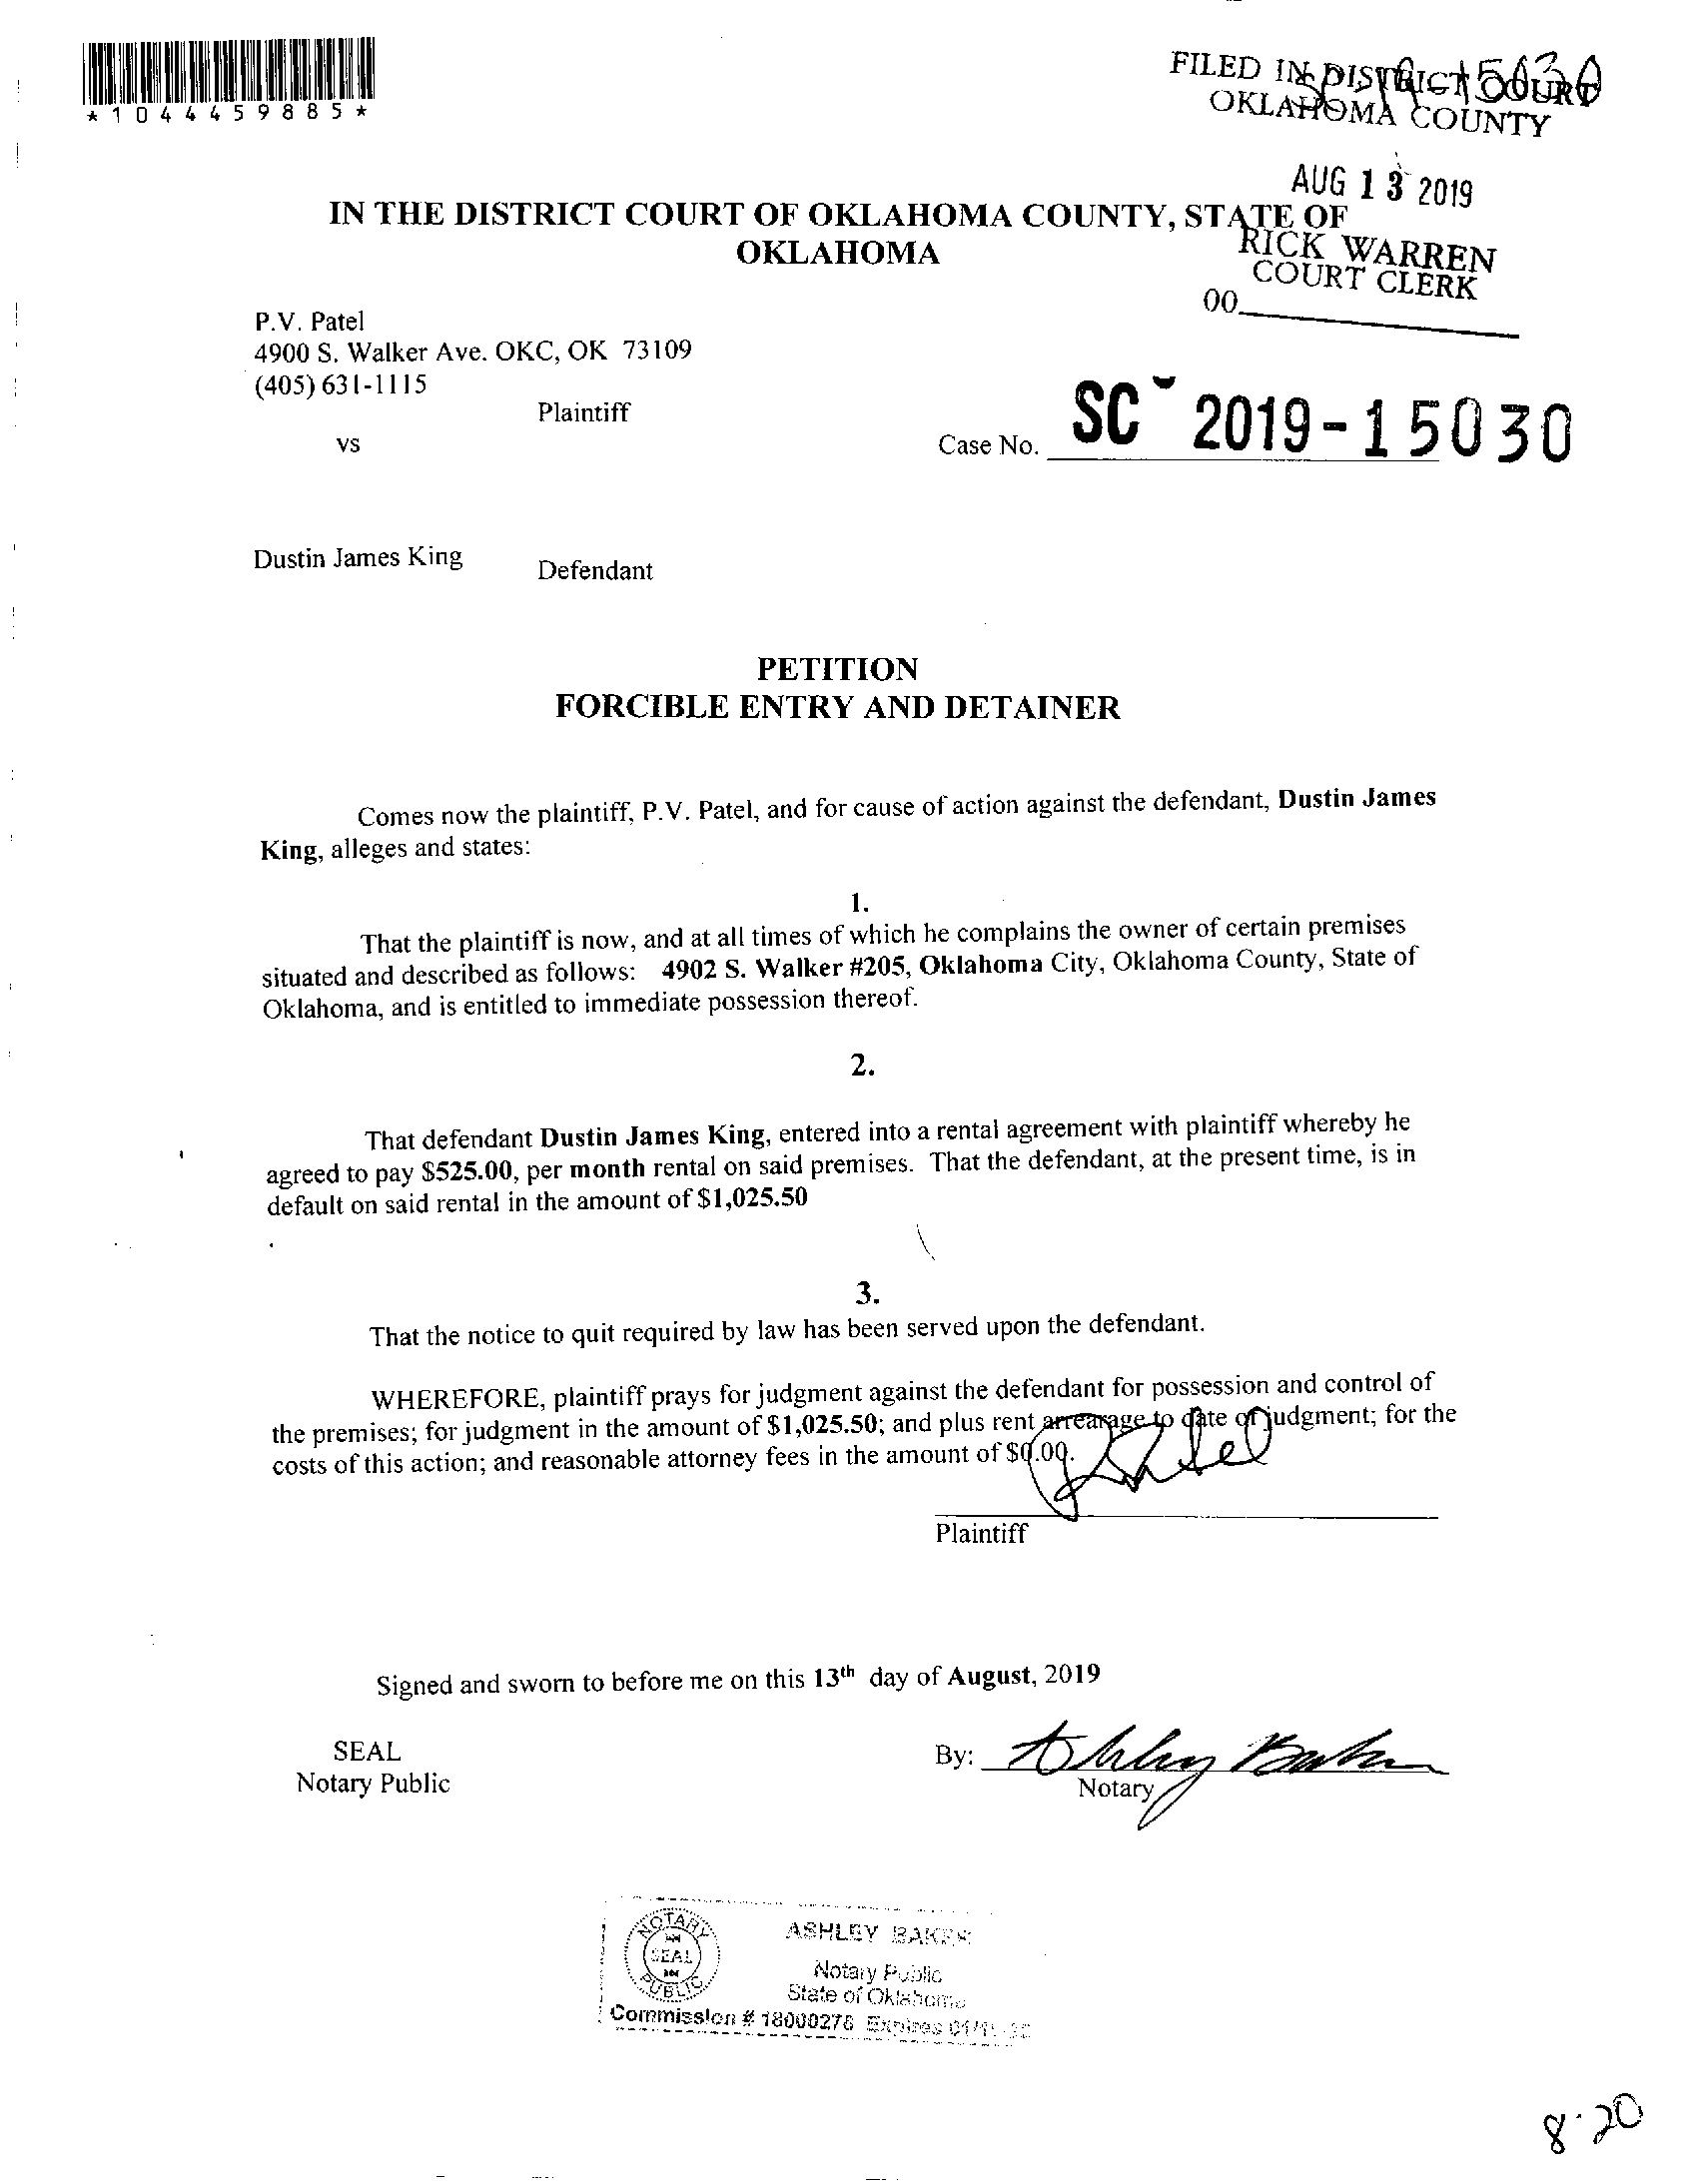 *1044459885*
FILED IN DISTRICT COURT
OKLAHOMA COUNTY
AUG 13 2019
RICK WARREN
COURT CLERK
00
IN THE DISTRICT COURT OF OKLAHOMA COUNTY, STATE OF
OKLAHOMA
P.V. Patel
4900 S. Walker Ave. OKC, OK 73109
(405) 631-1115
Plaintiff
vs
Case No. SC-2019-15030
Dustin James King
Defendant
PETITION
FORCIBLE ENTRY AND DETAINER
Comes now the plaintiff, P.V. Patel, and for cause of action against the defendant, Dustin James
King, alleges and states:
1.
That the plaintiff is now, and at all times of which he complains the owner of certain premises
situated and described as follows: 4902 S. Walker #205, Oklahoma City, Oklahoma County, State of
Oklahoma, and is entitled to immediate possession thereof.
2.
That defendant Dustin James King, entered into a rental agreement with plaintiff whereby he
agreed to pay $525.00, per month rental on said premises. That the defendant, at the present time, is in
default on said rental in the amount of $1,025.50
.
3.
That the notice to quit required by law has been served upon the defendant.
WHEREFORE, plaintiff prays for judgment against the defendant for possession and control of
the premises; for judgment in the amount of $1,025.50; and plus rent arrearage to date of judgment; for the
costs of this action; and reasonable attorney fees in the amount of $0.00.
Plaintiff
Signed and sworn to before me on this 13th day of August, 2019
SEAL
Notary Public
By: Ashley Baker
Notary
NOTARY
SEAL
PUBLIC
ASHLEY BAKER
Notary Public
State of Oklahoma
Commission # 18000278 Expires
8-20